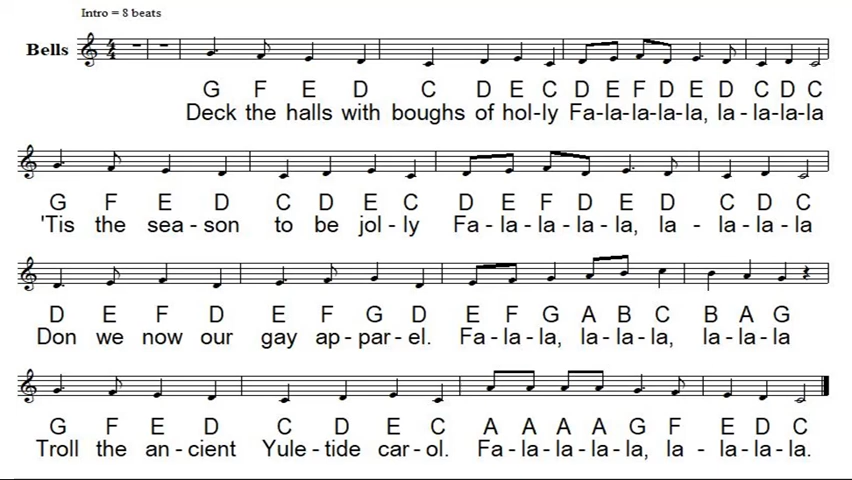 Intro = 8 beats
Bells
4 4
G F E D C D E C D E F D E D C D C
Deck the halls with boughs of hol-ly Fa-la-la-la-la, la-la-la-la
G F E D C D E C D E F D E D C D C
'Tis the sea-son to be jol-ly Fa-la-la-la-la, la-la-la-la
D E F D E F G D E F G A B C B A G
Don we now our gay ap-par-el. Fa-la-la, la-la-la, la-la-la
G F E D C D E C A A A A G F E D C
Troll the an-cient Yule-tide car-ol. Fa-la-la-la-la, la-la-la-la.